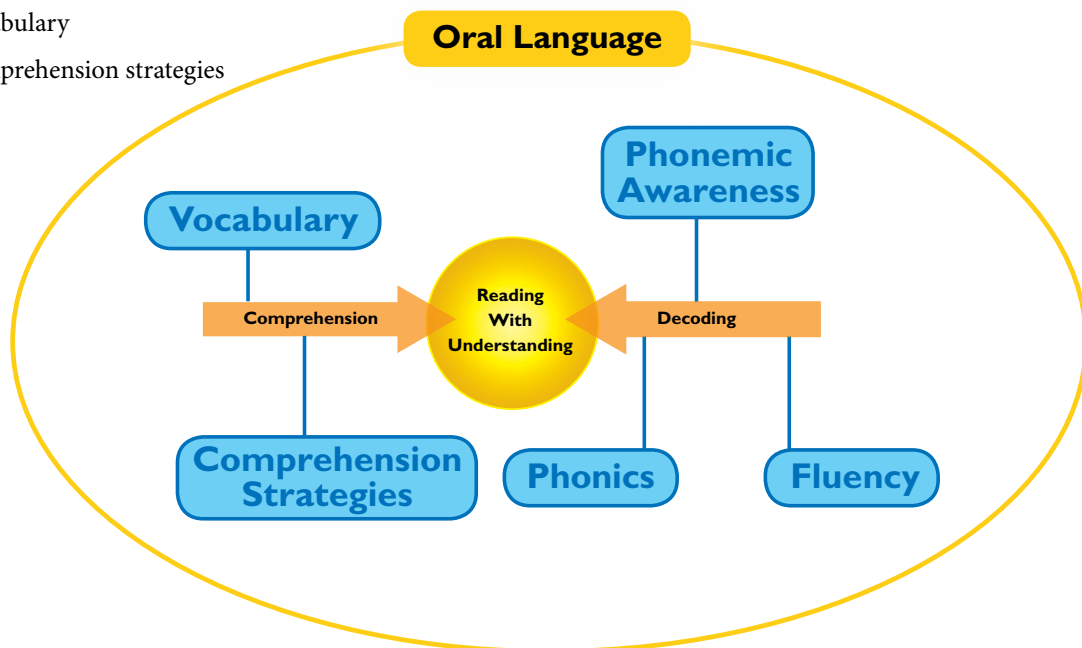 bulary
prehension strategies
Oral Language
Phonemic
Awareness
Vocabulary
Reading
With
Understanding
Comprehension
Decoding
Comprehension
Strategies
Phonics
Fluency